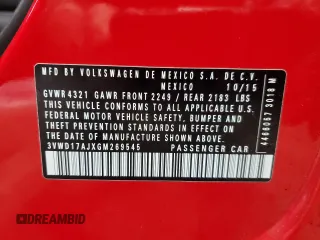 MFD. BY VOLKSWAGEN DE MEXICO S.A. DE C.V.
MEXICO 10/15
GVWR 4321 GAWR FRONT 2249 / REAR 2183 LBS
THIS VEHICLE CONFORMS TO ALL APPLICABLE U.S.
FEDERAL MOTOR VEHICLE SAFETY, BUMPER, AND
THEFT PREVENTION STANDARDS IN EFFECT ON THE
DATE OF MANUFACTURE SHOWN ABOVE.
3VWD17AJXGM269545 PASSENGER CAR
4486057 3018 M
DREAMBID